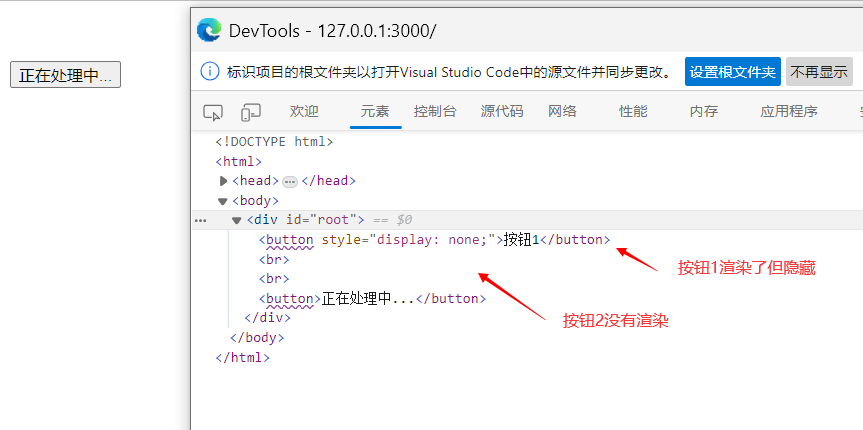 DevTools - 127.0.0.1:3000/
正在处理中...
标识项目的根文件夹以打开Visual Studio Code中的源文件并同步更改。 设置根文件夹 不再显示
欢迎 元素 控制台 源代码 网络 性能 内存 应用程序
<!DOCTYPE html>
<html>
<head> ... </head>
<body>
... <div id="root"> == $0
<button style="display: none;">按钮1</button>
<br>
<br>
<button>正在处理中...</button>
</div>
</body>
</html>
按钮1渲染了但隐藏
按钮2没有渲染